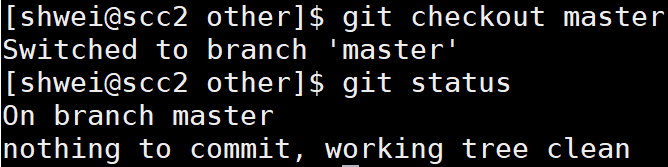 [shwei@scc2 other]$ git checkout master
Switched to branch 'master'
[shwei@scc2 other]$ git status
On branch master
nothing to commit, working tree clean